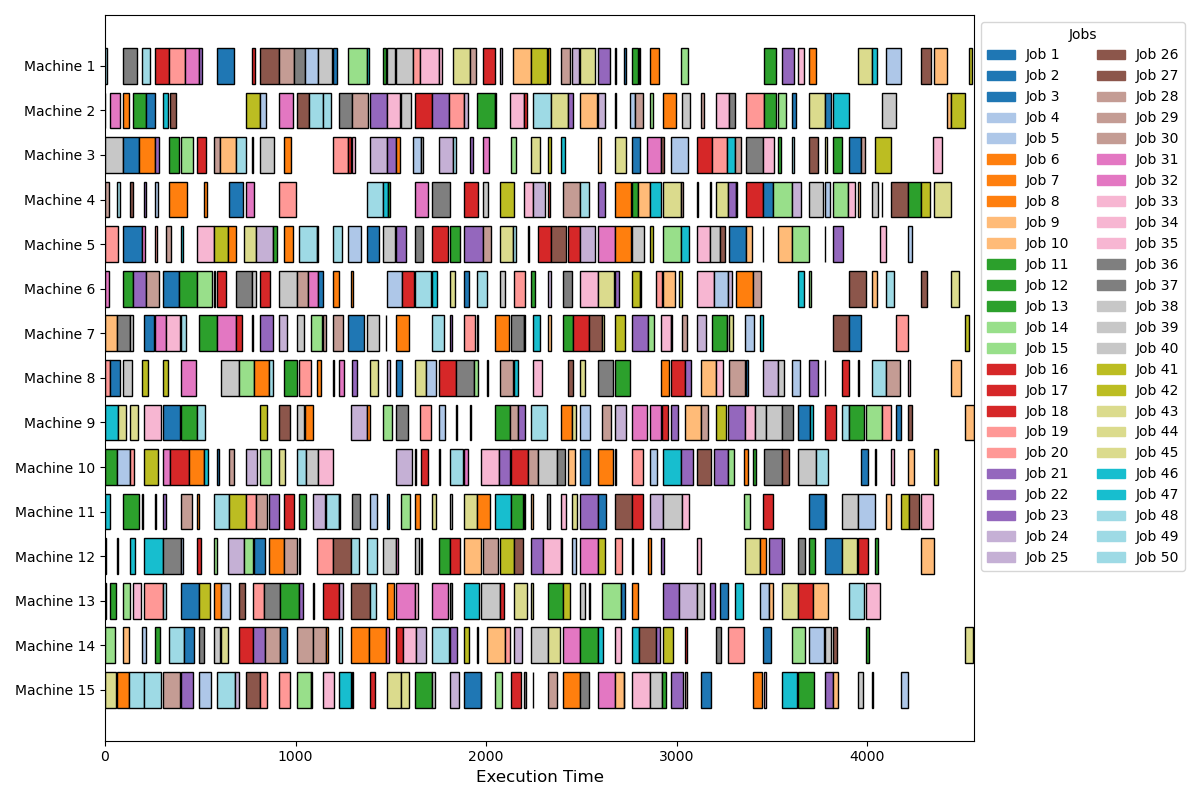 Machine 1
Machine 2
Machine 3
Machine 4
Machine 5
Machine 6
Machine 7
Machine 8
Machine 9
Machine 10
Machine 11
Machine 12
Machine 13
Machine 14
Machine 15
0 1000 2000 3000 4000
Execution Time
Jobs
Job 1 Job 26
Job 2 Job 27
Job 3 Job 28
Job 4 Job 29
Job 5 Job 30
Job 6 Job 31
Job 7 Job 32
Job 8 Job 33
Job 9 Job 34
Job 10 Job 35
Job 11 Job 36
Job 12 Job 37
Job 13 Job 38
Job 14 Job 39
Job 15 Job 40
Job 16 Job 41
Job 17 Job 42
Job 18 Job 43
Job 19 Job 44
Job 20 Job 45
Job 21 Job 46
Job 22 Job 47
Job 23 Job 48
Job 24 Job 49
Job 25 Job 50